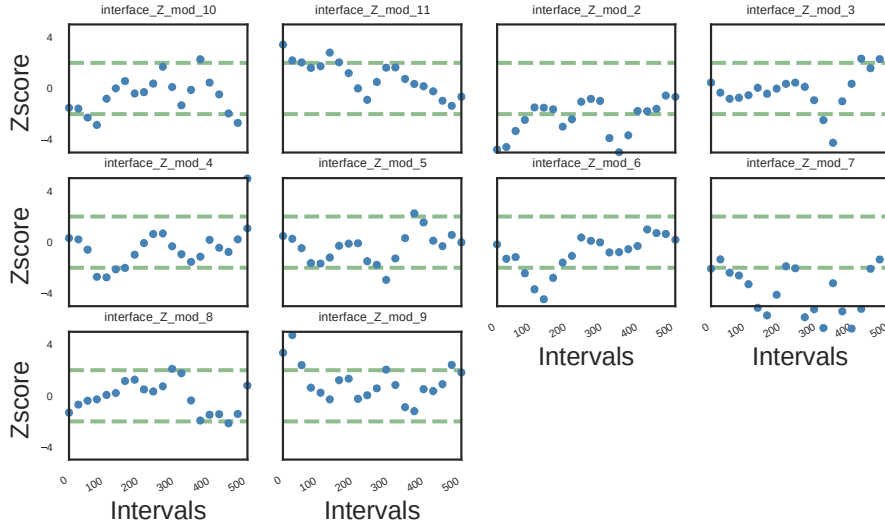 interface_Z_mod_10 interface_Z_mod_11 interface_Z_mod_2 interface_Z_mod_3
4
0
−4
Zscore
interface_Z_mod_4 interface_Z_mod_5 interface_Z_mod_6 interface_Z_mod_7
4
0
−4
Zscore
0 100 200 300 400 500 0 100 200 300 400 500
Intervals Intervals
interface_Z_mod_8 interface_Z_mod_9
4
0
−4
Zscore
0 100 200 300 400 500 0 100 200 300 400 500
Intervals Intervals